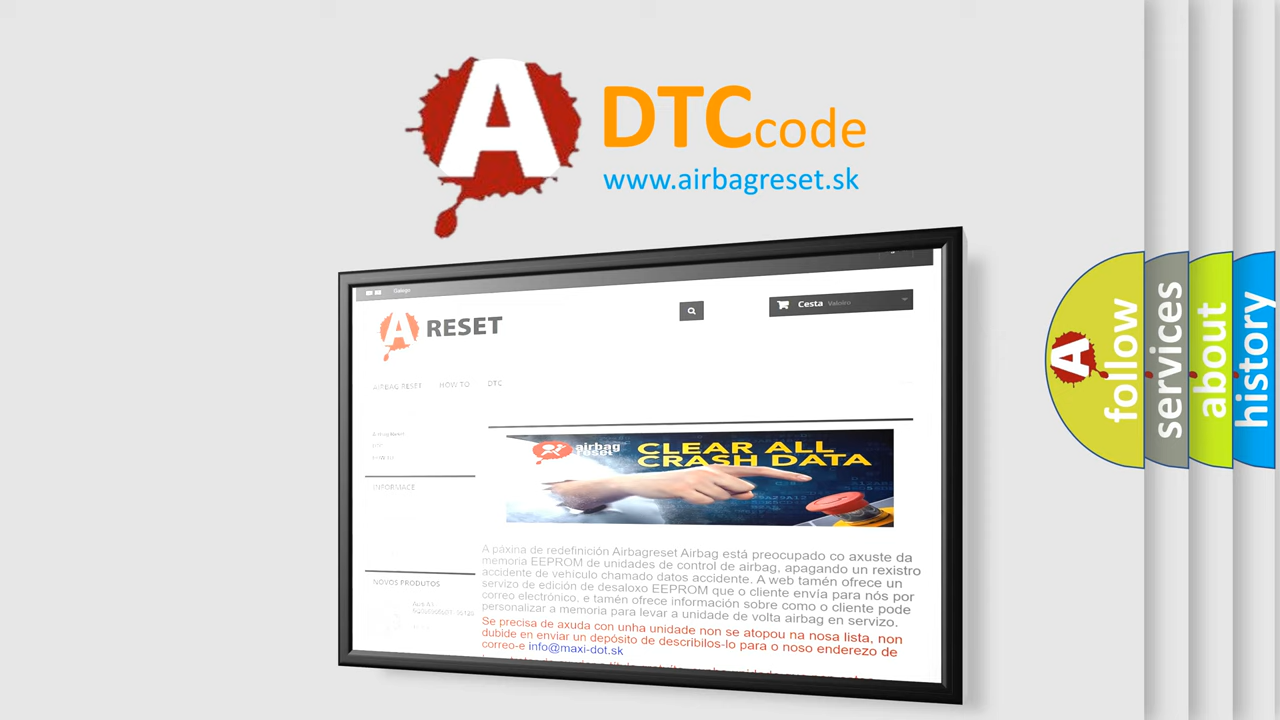 A
DTC code
www.airbagreset.sk
Galego
A RESET
Cesta Valeiro
AIRBAG RESET HOW TO DTC
INFORMACE
NOVOS PRODUTOS
airbag
reset
CLEAR ALL
CRASH DATA
A páxina de redefinición Airbagreset Airbag está preocupado co axuste da
memoria EEPROM de unidades de control de airbag, apagando un rexistro
accidente de vehículo chamado datos accidente. A web tamén ofrece un
servizo de edición de desaloxo EEPROM que o cliente envía para nós por
correo electrónico, e tamén ofrece información sobre como o cliente pode
personalizar a memoria para levar a unidade de volta airbag en servizo.
Se precisa de axuda con unha unidade non se atopou na nosa lista, non
dubide en enviar un depósito de describilos-lo para o noso enderezo de
correo-e info@maxi-dot.sk
A
follow
services
about
history